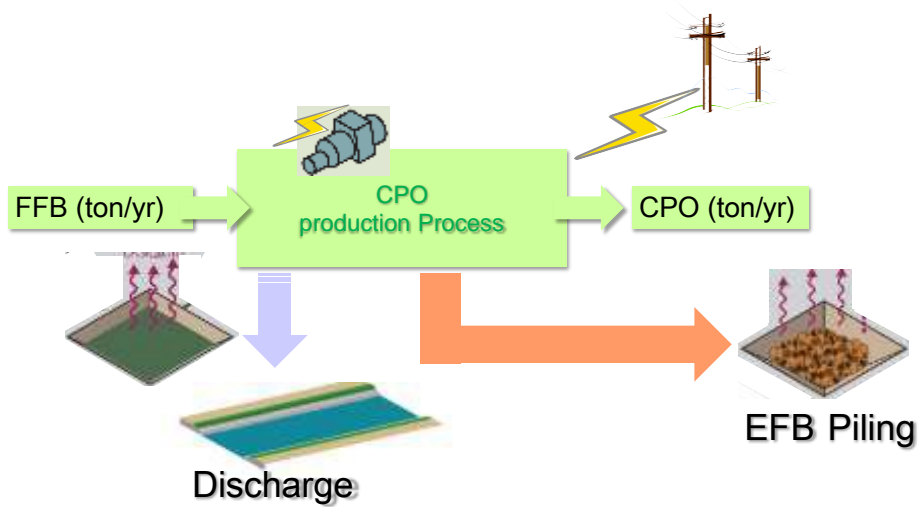 FFB (ton/yr)
CPO
production Process
CPO (ton/yr)
EFB Piling
Discharge